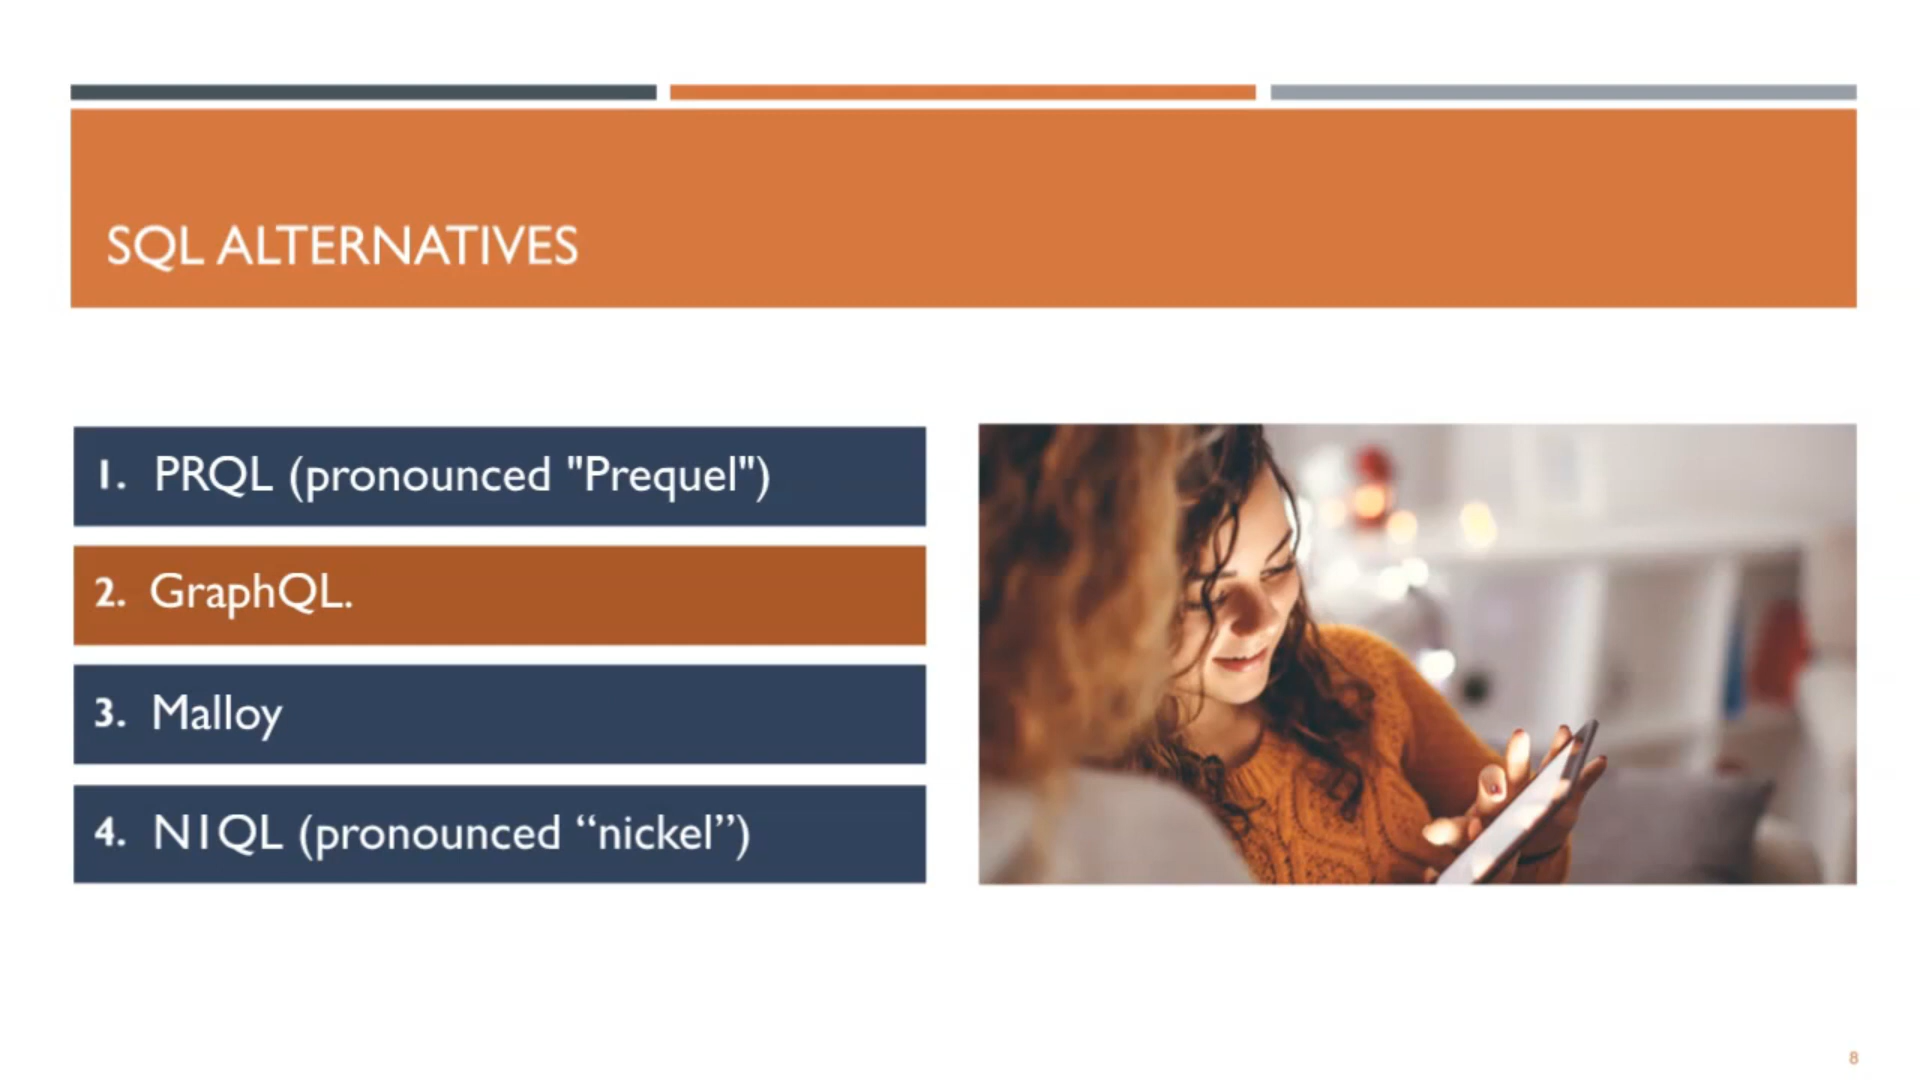 SQL ALTERNATIVES
1. PRQL (pronounced "Prequel")
2. GraphQL.
3. Malloy
4. N1QL (pronounced “nickel”)
8